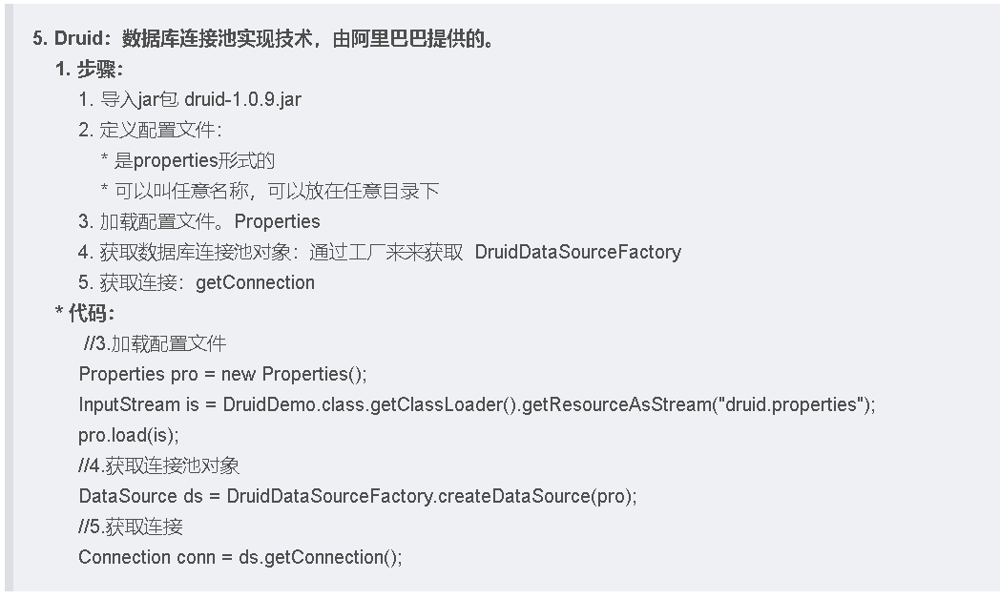 5. Druid：数据库连接池实现技术，由阿里巴巴提供的。
1. 步骤：
1. 导入jar包 druid-1.0.9.jar
2. 定义配置文件：
* 是properties形式的
* 可以叫任意名称，可以放在任意目录下
3. 加载配置文件。Properties
4. 获取数据库连接池对象：通过工厂来来获取  DruidDataSourceFactory
5. 获取连接：getConnection
* 代码：
//3.加载配置文件
Properties pro = new Properties();
InputStream is = DruidDemo.class.getClassLoader().getResourceAsStream("druid.properties");
pro.load(is);
//4.获取连接池对象
DataSource ds = DruidDataSourceFactory.createDataSource(pro);
//5.获取连接
Connection conn = ds.getConnection();